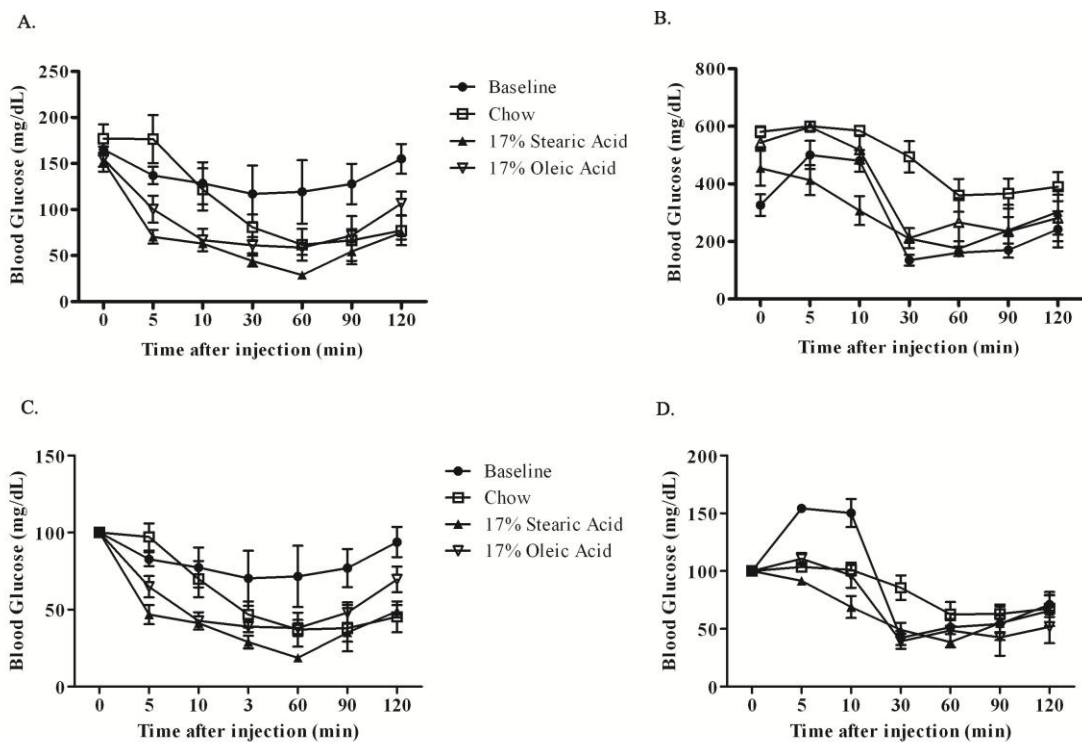 A.
B.
250
200
150
100
50
0
Blood Glucose (mg/dL)
0 5 10 30 60 90 120
Time after injection (min)
Baseline
Chow
17% Stearic Acid
17% Oleic Acid
800
600
400
200
0
Blood Glucose (mg/dL)
0 5 10 30 60 90 120
Time after injection (min)
C.
D.
150
100
50
0
Blood Glucose (mg/dL)
0 5 10 3 60 90 120
Time after injection (min)
Baseline
Chow
17% Stearic Acid
17% Oleic Acid
200
150
100
50
0
Blood Glucose (mg/dL)
0 5 10 30 60 90 120
Time after injection (min)